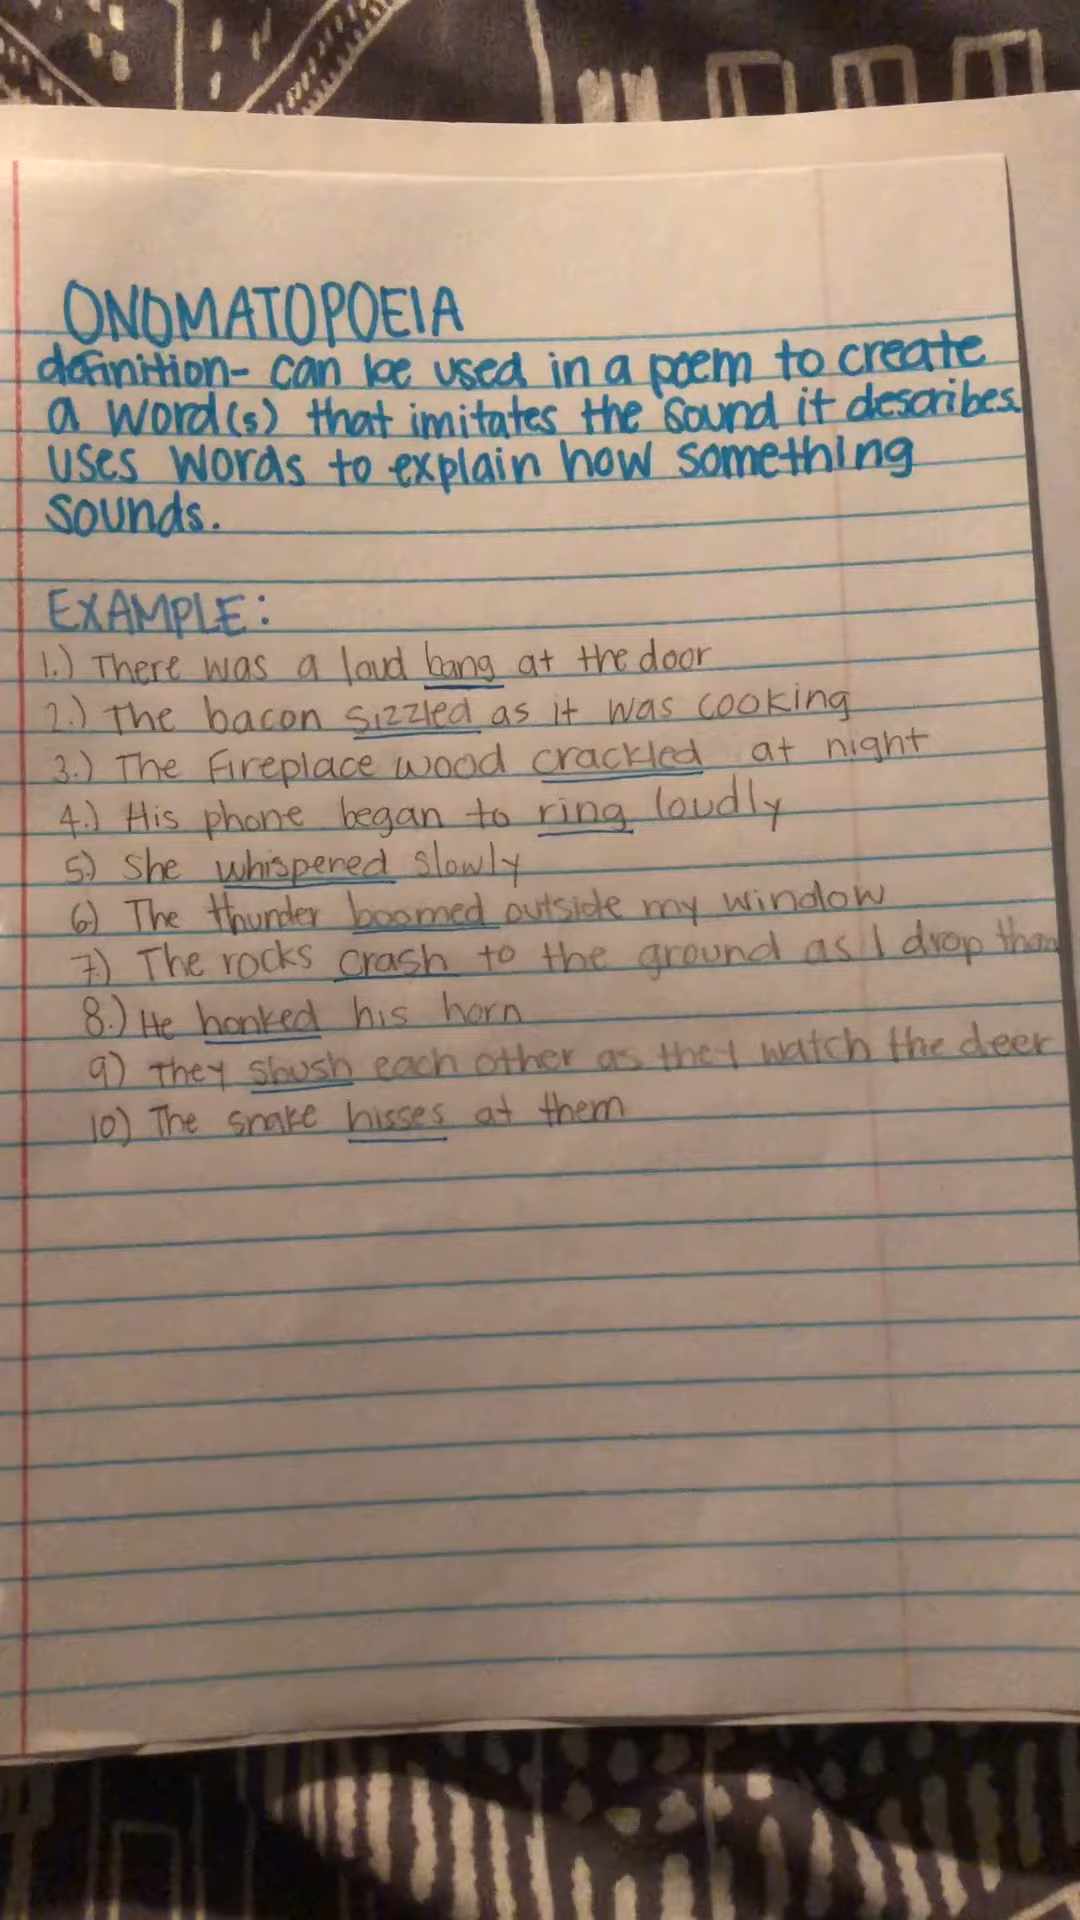 ONOMATOPOEIA
definition- can be used in a poem to create
a word(s) that imitates the sound it describes.
uses words to explain how something
sounds.
EXAMPLE:
1.) There was a loud bang at the door
2.) The bacon sizzled as it was cooking
3.) The fireplace wood crackled at night
4.) His phone began to ring loudly
5.) She whispered slowly
6) The thunder boomed outside my window
7.) The rocks crash to the ground as I drop
8.) He honked his horn
9) They shush each other as they watch the deer
10) The snake hisses at them